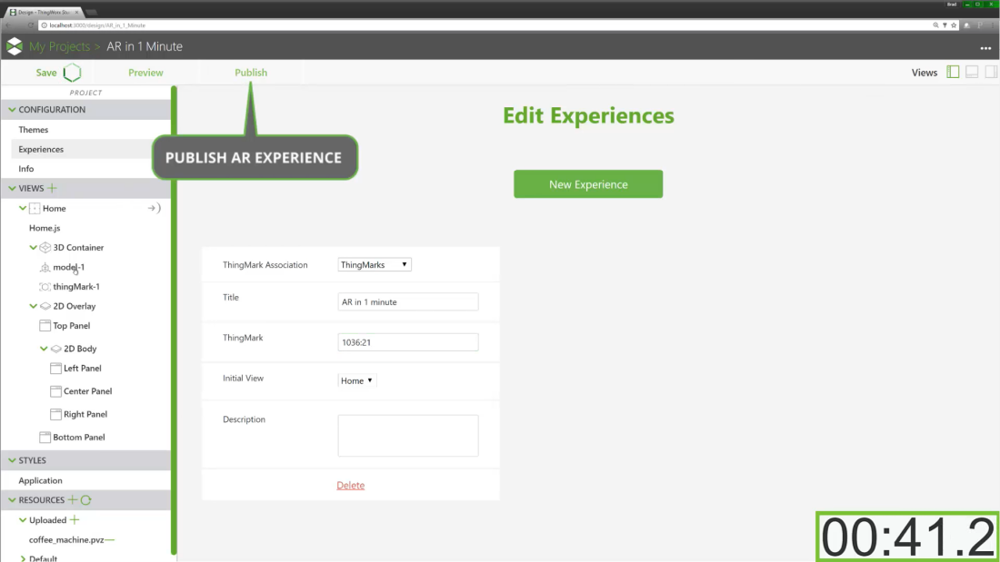 Brad
Design - ThingWorx Stu
localhost:3000/design/AR_in_1_Minute
My Projects > AR in 1 Minute
Save
Preview
Publish
Views
PROJECT
CONFIGURATION
Themes
Experiences
Info
VIEWS
Home
Home.js
3D Container
model-1
thingMark-1
2D Overlay
Top Panel
2D Body
Left Panel
Center Panel
Right Panel
Bottom Panel
STYLES
Application
RESOURCES
Uploaded
coffee_machine.pvz
Default
PUBLISH AR EXPERIENCE
Edit Experiences
New Experience
ThingMark Association
ThingMarks
Title
AR in 1 minute
ThingMark
1036:21
Initial View
Home
Description
Delete
00:41.2